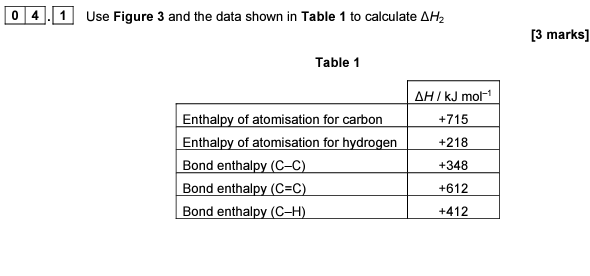 0 4 . 1 Use Figure 3 and the data shown in Table 1 to calculate ΔH₂
[3 marks]
Table 1
ΔH / kJ mol⁻¹
Enthalpy of atomisation for carbon +715
Enthalpy of atomisation for hydrogen +218
Bond enthalpy (C–C) +348
Bond enthalpy (C=C) +612
Bond enthalpy (C–H) +412